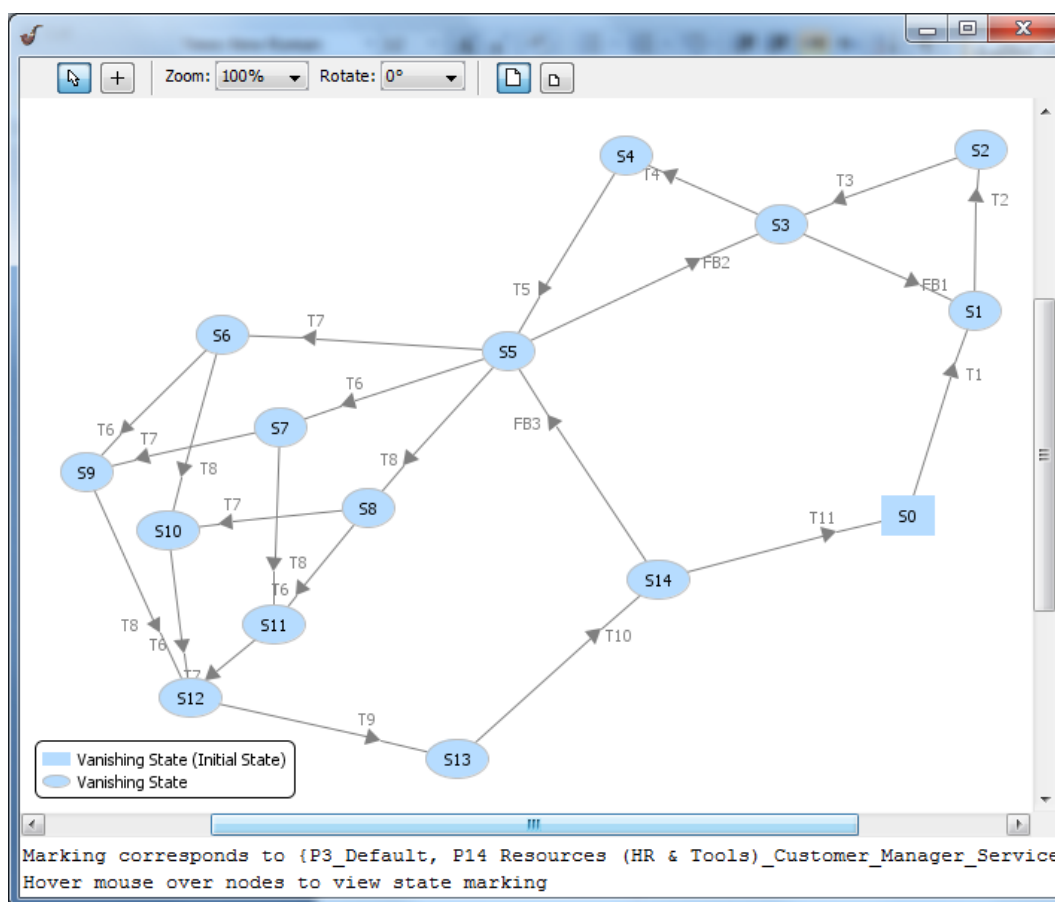 Zoom: 100% Rotate: 0°
S4
S2
T4
T3
T2
S3
FB2
FB1
T5
S1
T7
S6
S5
T1
T6
T6
T7
S7
FB3
S9
T8
T8
T7
S8
S10
T11
S0
T8
S14
T6
S11
T8
T6
T10
T7
S12
T9
S13
Vanishing State (Initial State)
Vanishing State
Marking corresponds to {P3_Default, P14 Resources (HR & Tools)_Customer_Manager_Service
Hover mouse over nodes to view state marking